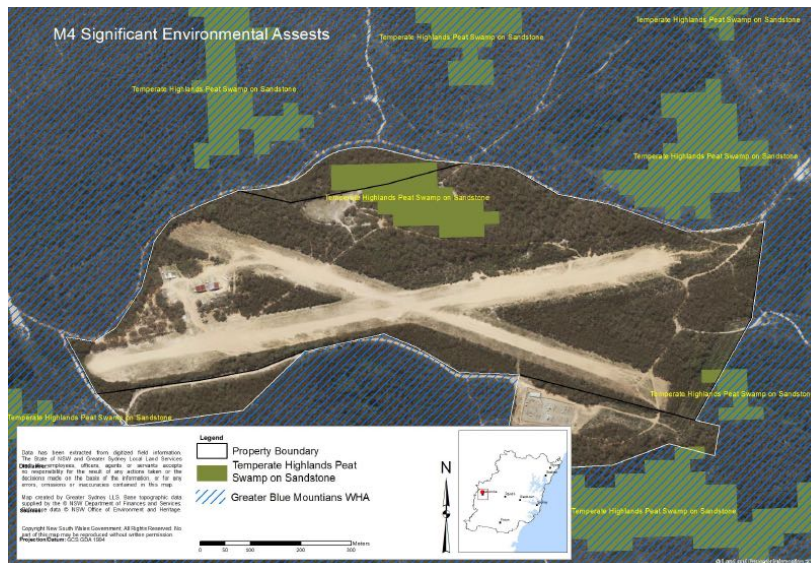 M4 Significant Environmental Assests
Temperate Highlands Peat Swamp on Sandstone
Temperate Highlands Peat Swamp on Sandstone
Temperate Highlands Peat Swamp on Sandstone
Temperate Highlands Peat Swamp on Sandstone
Temperate Highlands Peat Swamp on Sandstone
Temperate Highlands Peat Swamp on Sandstone
Temperate Highlands Peat Swamp on Sandstone
Temperate Highlands Peat Swamp on Sandstone
Data has been extracted from digitized field information.
The State of NSW and Greater Sydney Local Land Services
employees, officers, agents or servants accepts
no responsibility for the result of any actions taken or the
decisions made on the basis of the information, or for any
errors, omissions or inaccuracies contained in this map.
Map created by Greater Sydney LLS. Base topographic data
supplied by the © NSW Department of Finances and Services.
data © NSW Office of Environment and Heritage.
Copyright New South Wales Government. All Rights Reserved. No
part of this map may be reproduced without written permission
Projection/Datum: GCS GDA 1994
Legend
Property Boundary
Temperate Highlands Peat
Swamp on Sandstone
Greater Blue Mountians WHA
0 50 100 200 300
Meters
N